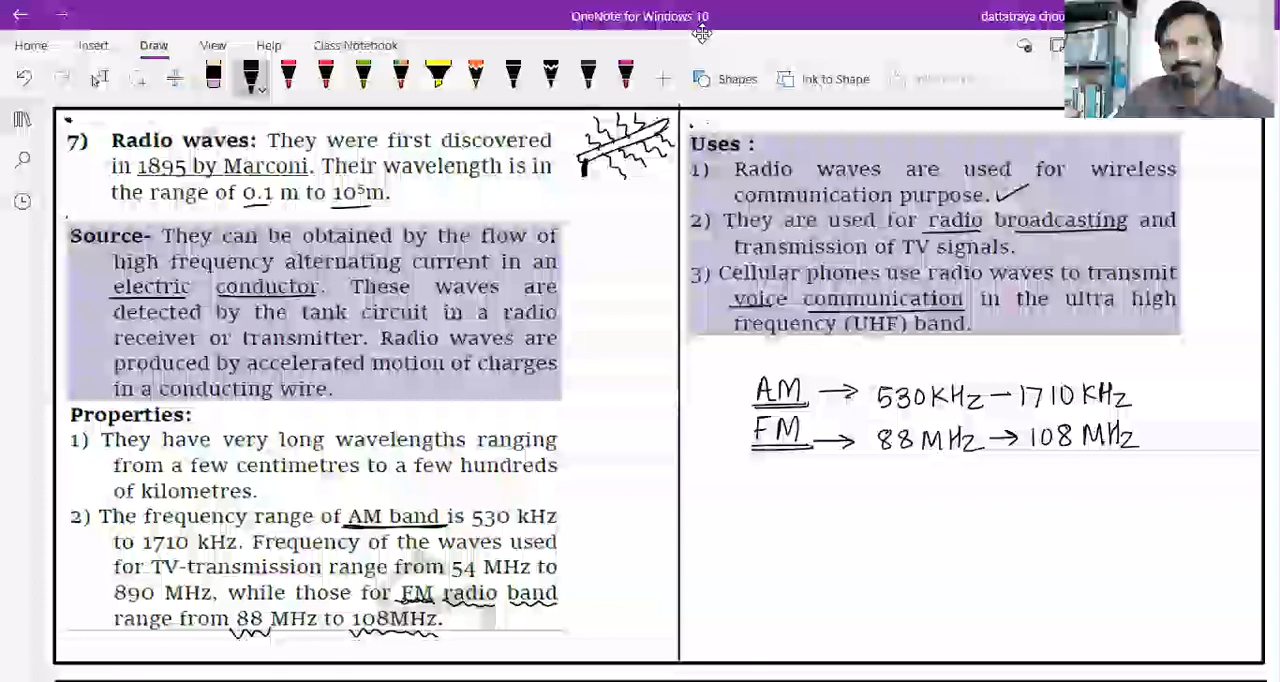 OneNote for Windows 10
dattatraya chou
Home Insert Draw View Help Class Notebook
Shapes Ink to Shape
7) Radio waves: They were first discovered
in 1895 by Marconi. Their wavelength is in
the range of 0.1 m to 10⁵m.
Source- They can be obtained by the flow of
high frequency alternating current in an
electric conductor. These waves are
detected by the tank circuit in a radio
receiver or transmitter. Radio waves are
produced by accelerated motion of charges
in a conducting wire.
Properties:
1) They have very long wavelengths ranging
from a few centimetres to a few hundreds
of kilometres.
2) The frequency range of AM band is 530 kHz
to 1710 kHz. Frequency of the waves used
for TV-transmission range from 54 MHz to
890 MHz, while those for FM radio band
range from 88 MHz to 108MHz.
Uses :
1) Radio waves are used for wireless
communication purpose.
2) They are used for radio broadcasting and
transmission of TV signals.
3) Cellular phones use radio waves to transmit
voice communication in the ultra high
frequency (UHF) band.
AM → 530KHz – 1710 KHz
FM → 88 MHz → 108 MHz